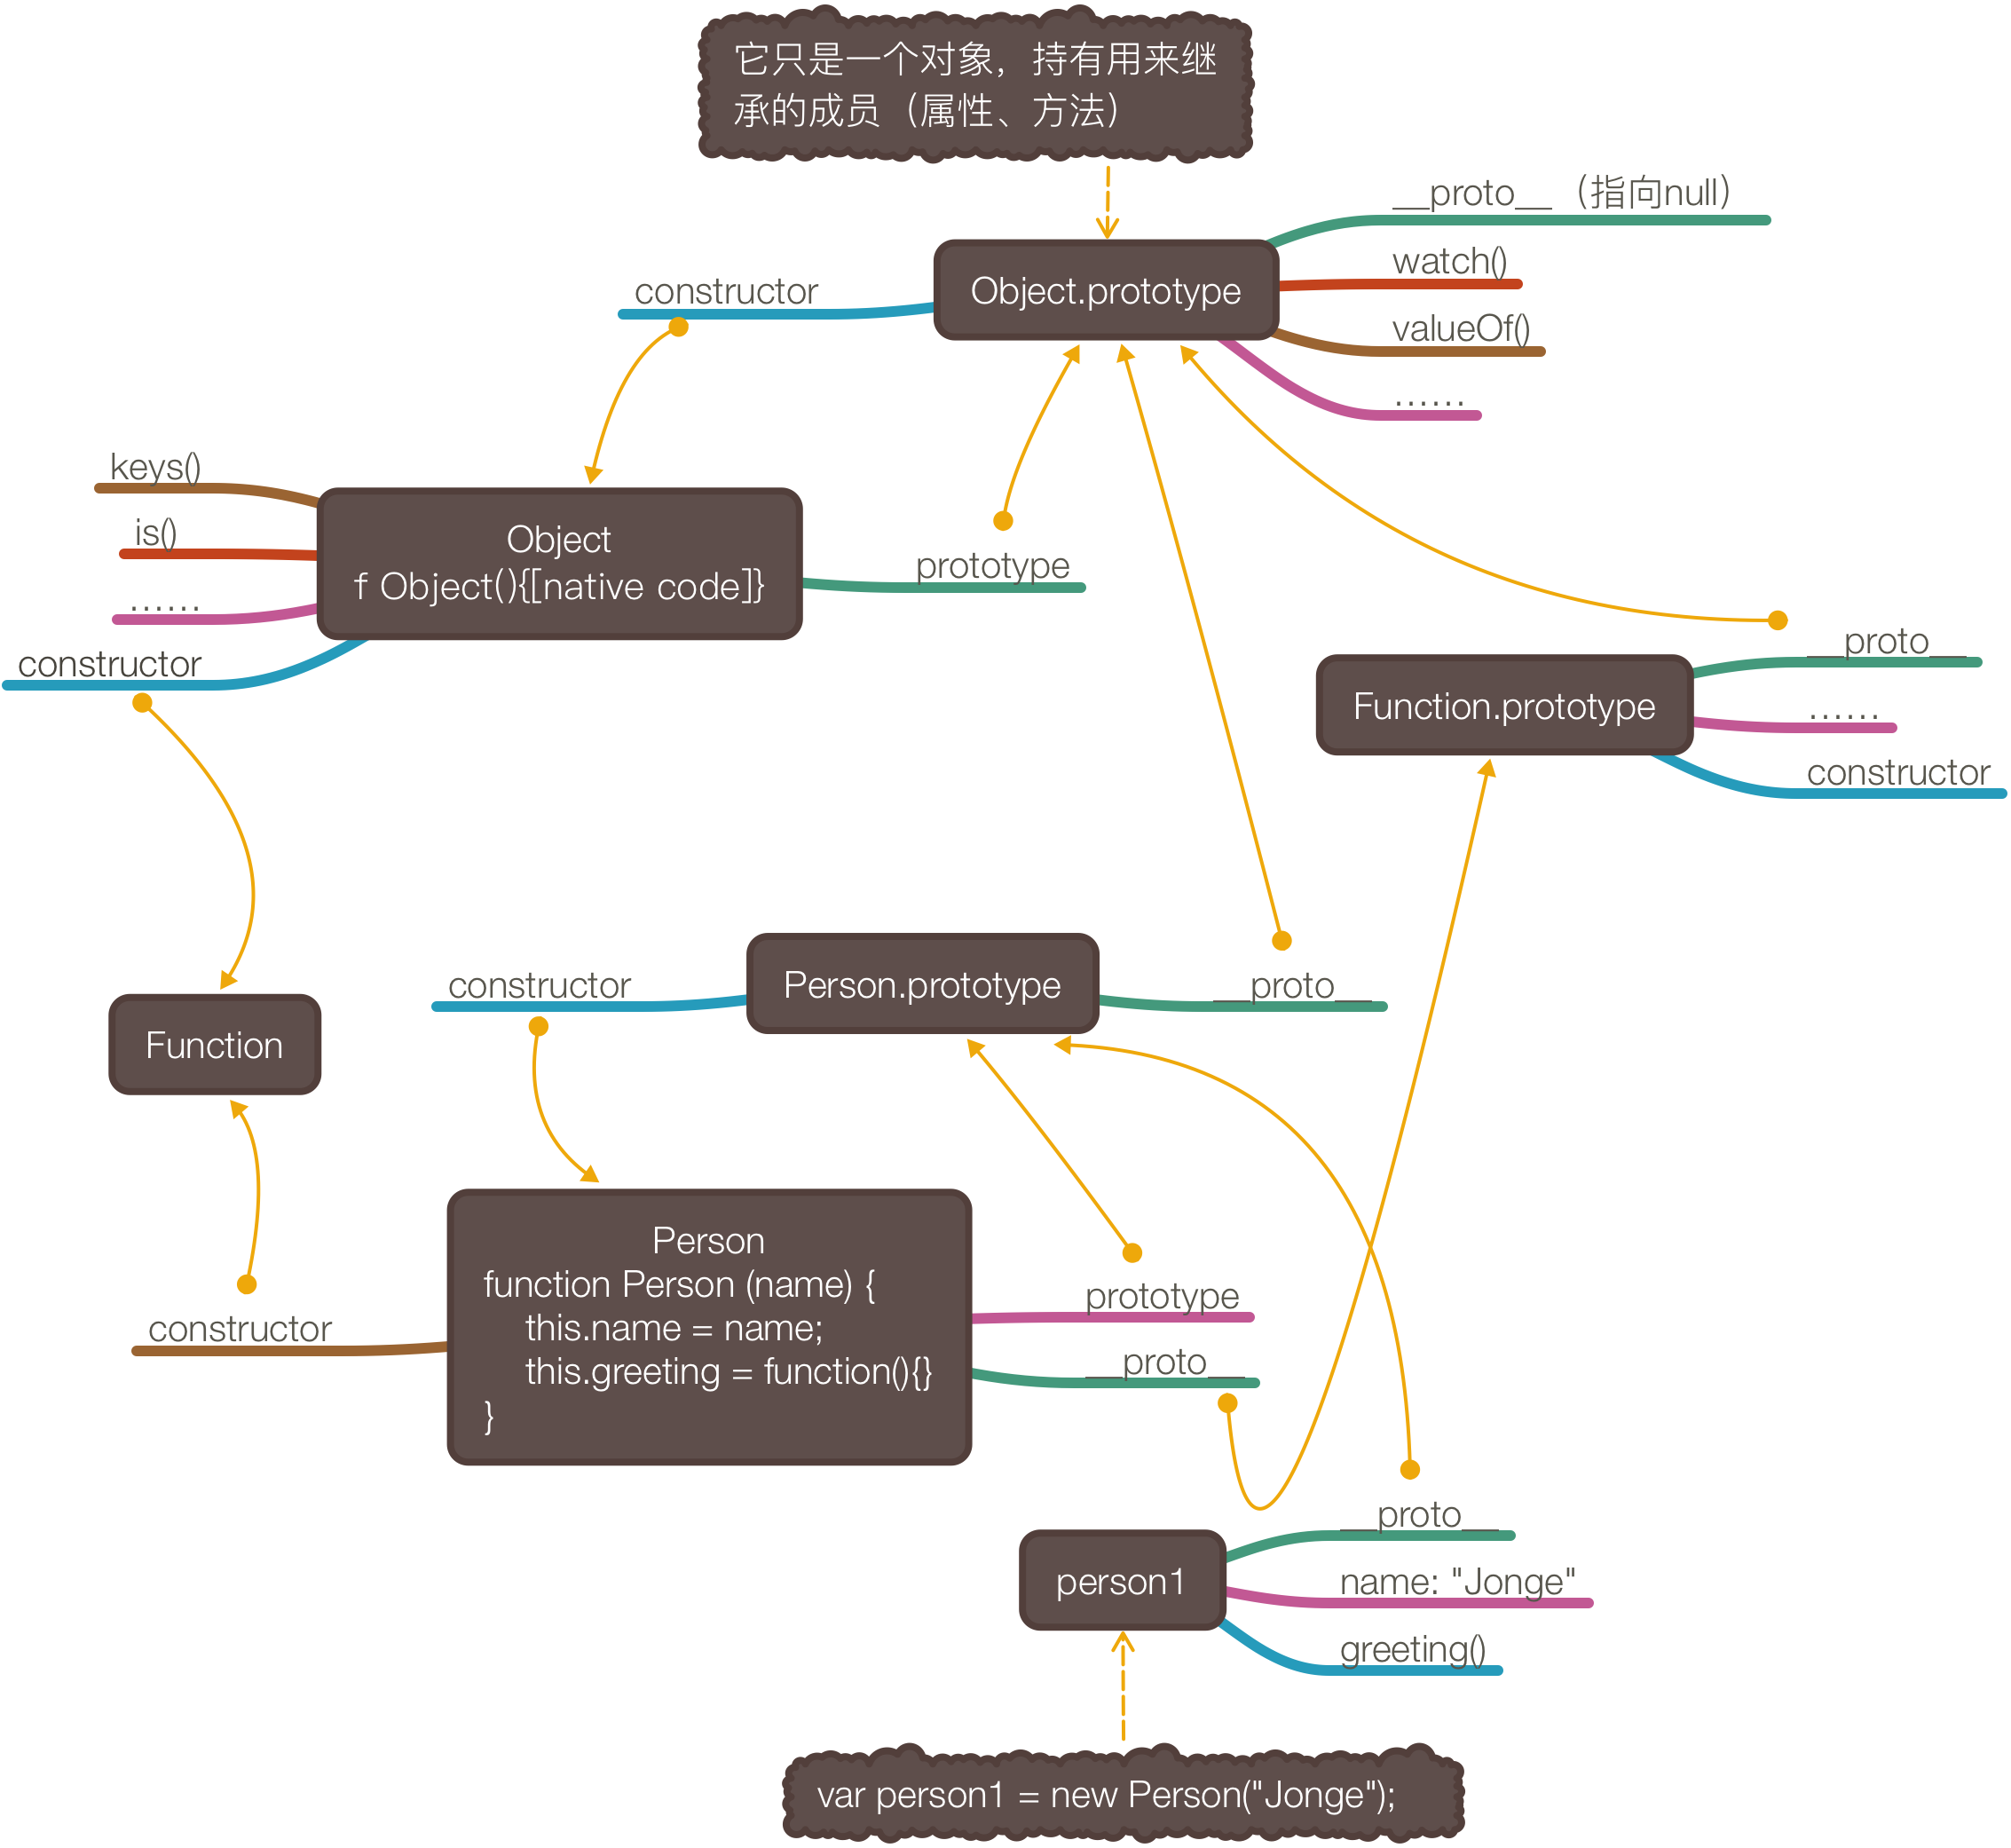 它只是一个对象，持有用来继
承的成员（属性、方法）
__proto__（指向null）
watch()
constructor
Object.prototype
valueOf()
……
keys()
is()
Object
f Object(){[native code]}
prototype
……
constructor
__proto__
Function.prototype
……
constructor
constructor
Person.prototype
__proto__
Function
Person
function Person (name) {
    this.name = name;
    this.greeting = function(){}
}
prototype
constructor
__proto__
__proto__
person1
name: "Jonge"
greeting()
var person1 = new Person("Jonge");